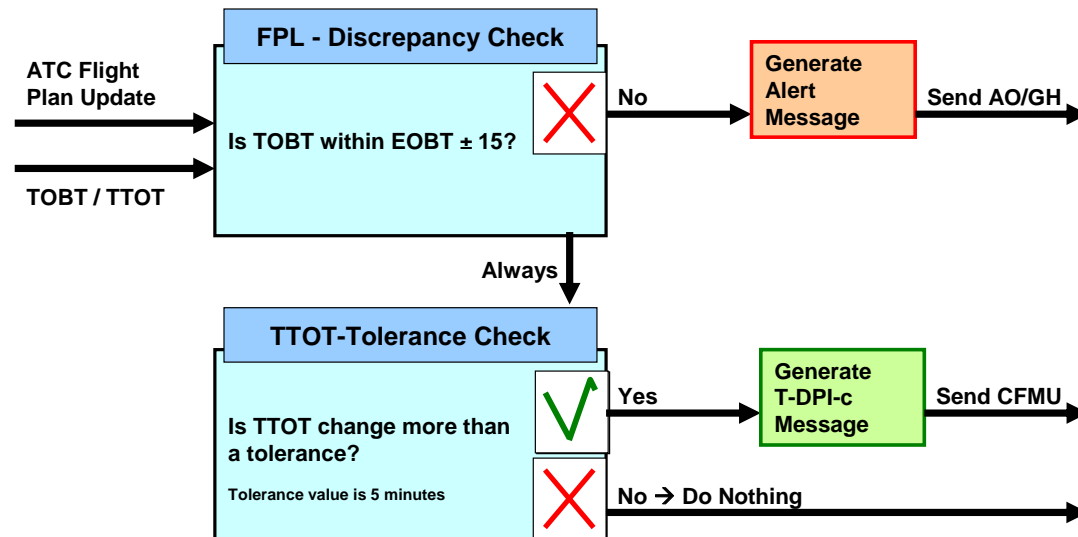 FPL - Discrepancy Check
ATC Flight
Plan Update
Is TOBT within EOBT ± 15?
TOBT / TTOT
No
Generate
Alert
Message
Send AO/GH
Always
TTOT-Tolerance Check
Is TTOT change more than
a tolerance?
Tolerance value is 5 minutes
Yes
Generate
T-DPI-c
Message
Send CFMU
No → Do Nothing